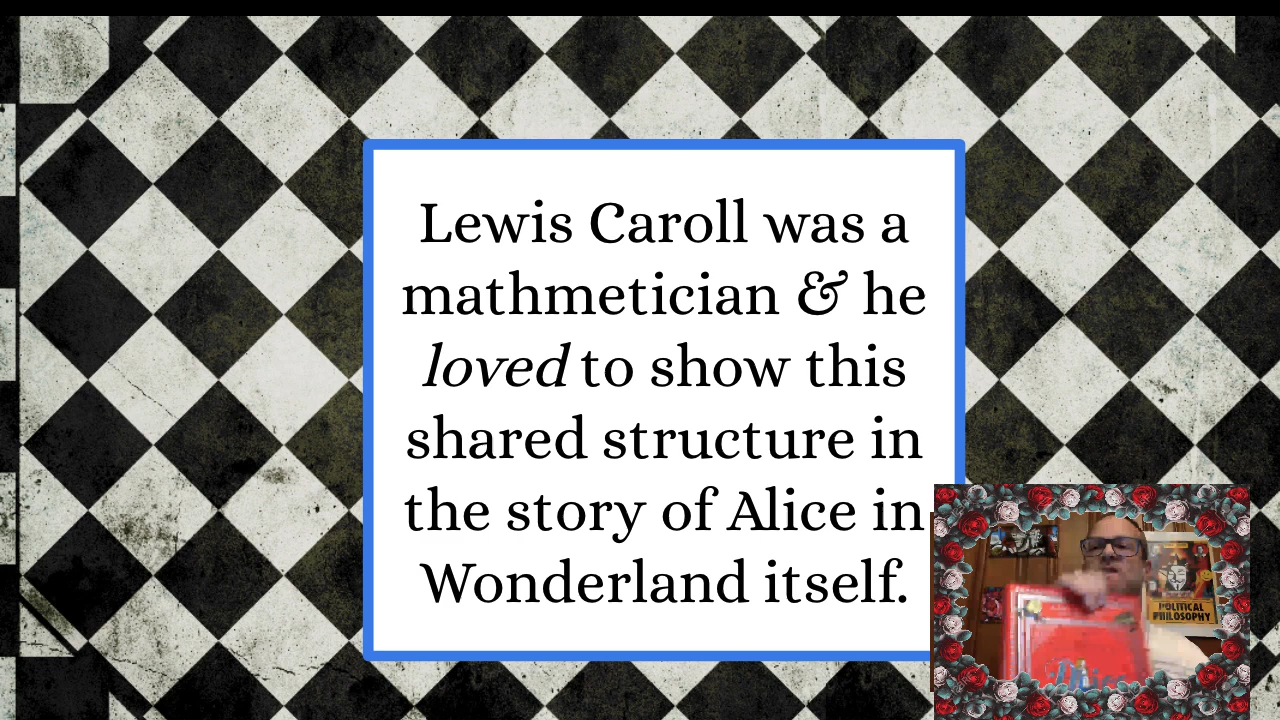 Lewis Caroll was a
mathmetician & he
loved to show this
shared structure in
the story of Alice in
Wonderland itself.
POLITICAL
PHILOSOPHY